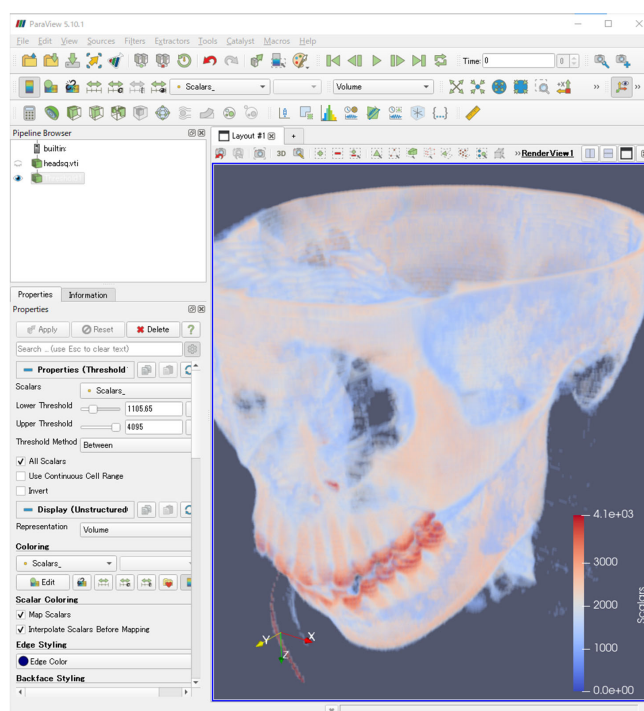 ParaView 5.10.1
File Edit View Sources Filters Extractors Tools Catalyst Macros Help
Time: 0 0
Scalars_ Volume
Pipeline Browser
Layout #1
+
builtin:
headsq.vti
3D RenderView1
Properties Information
Properties
Apply Reset Delete ?
Search ... (use Esc to clear text)
Properties (Threshold
Scalars
Scalars_
Lower Threshold 1105.65
Upper Threshold 4095
Threshold Method Between
All Scalars
Use Continuous Cell Range
Invert
Display (Unstructured
Representation Volume
Coloring
Scalars_
Edit
Scalar Coloring
Map Scalars
Interpolate Scalars Before Mapping
Edge Styling
Edge Color
Backface Styling
4.1e+03
3000
2000
1000
0.0e+00
Scalars
X
Y
Z